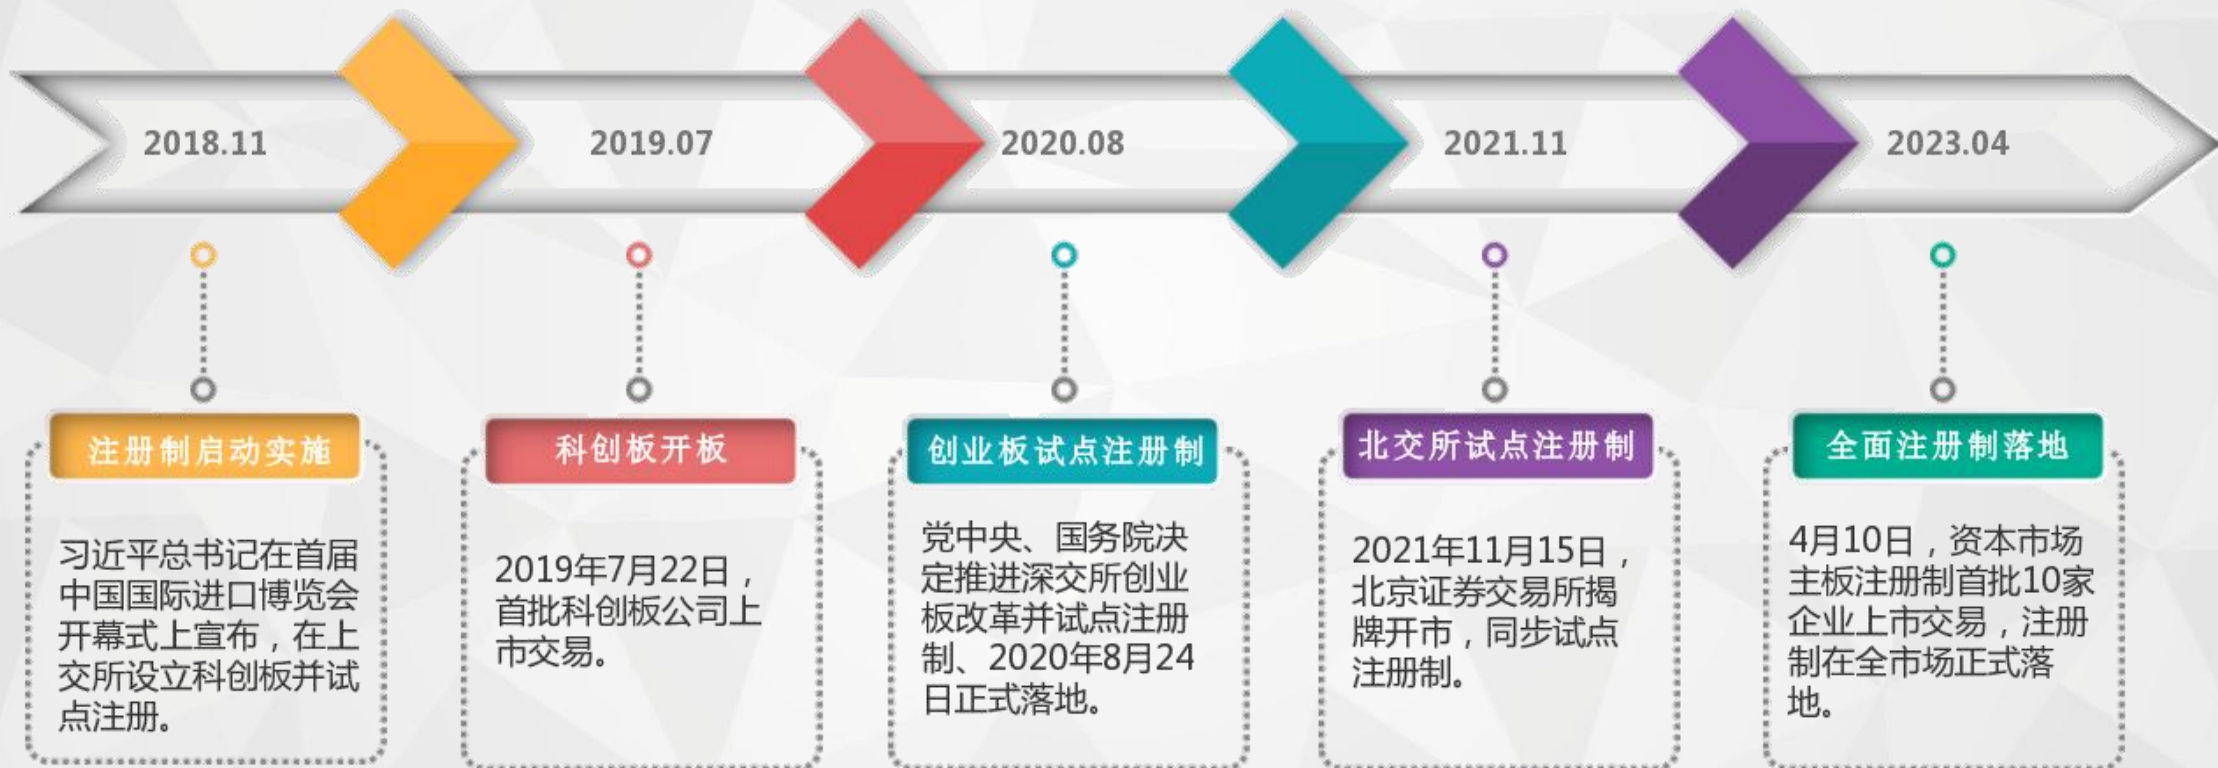 2018.11
2019.07
2020.08
2021.11
2023.04
注册制启动实施
习近平总书记在首届
中国国际进口博览会
开幕式上宣布，在上
交所设立科创板并试
点注册。
科创板开板
2019年7月22日，
首批科创板公司上
市交易。
创业板试点注册制
党中央、国务院决
定推进深交所创业
板改革并试点注册
制、2020年8月24
日正式落地。
北交所试点注册制
2021年11月15日，
北京证券交易所揭
牌开市，同步试点
注册制。
全面注册制落地
4月10日，资本市场
主板注册制首批10家
企业上市交易，注册
制在全市场正式落
地。